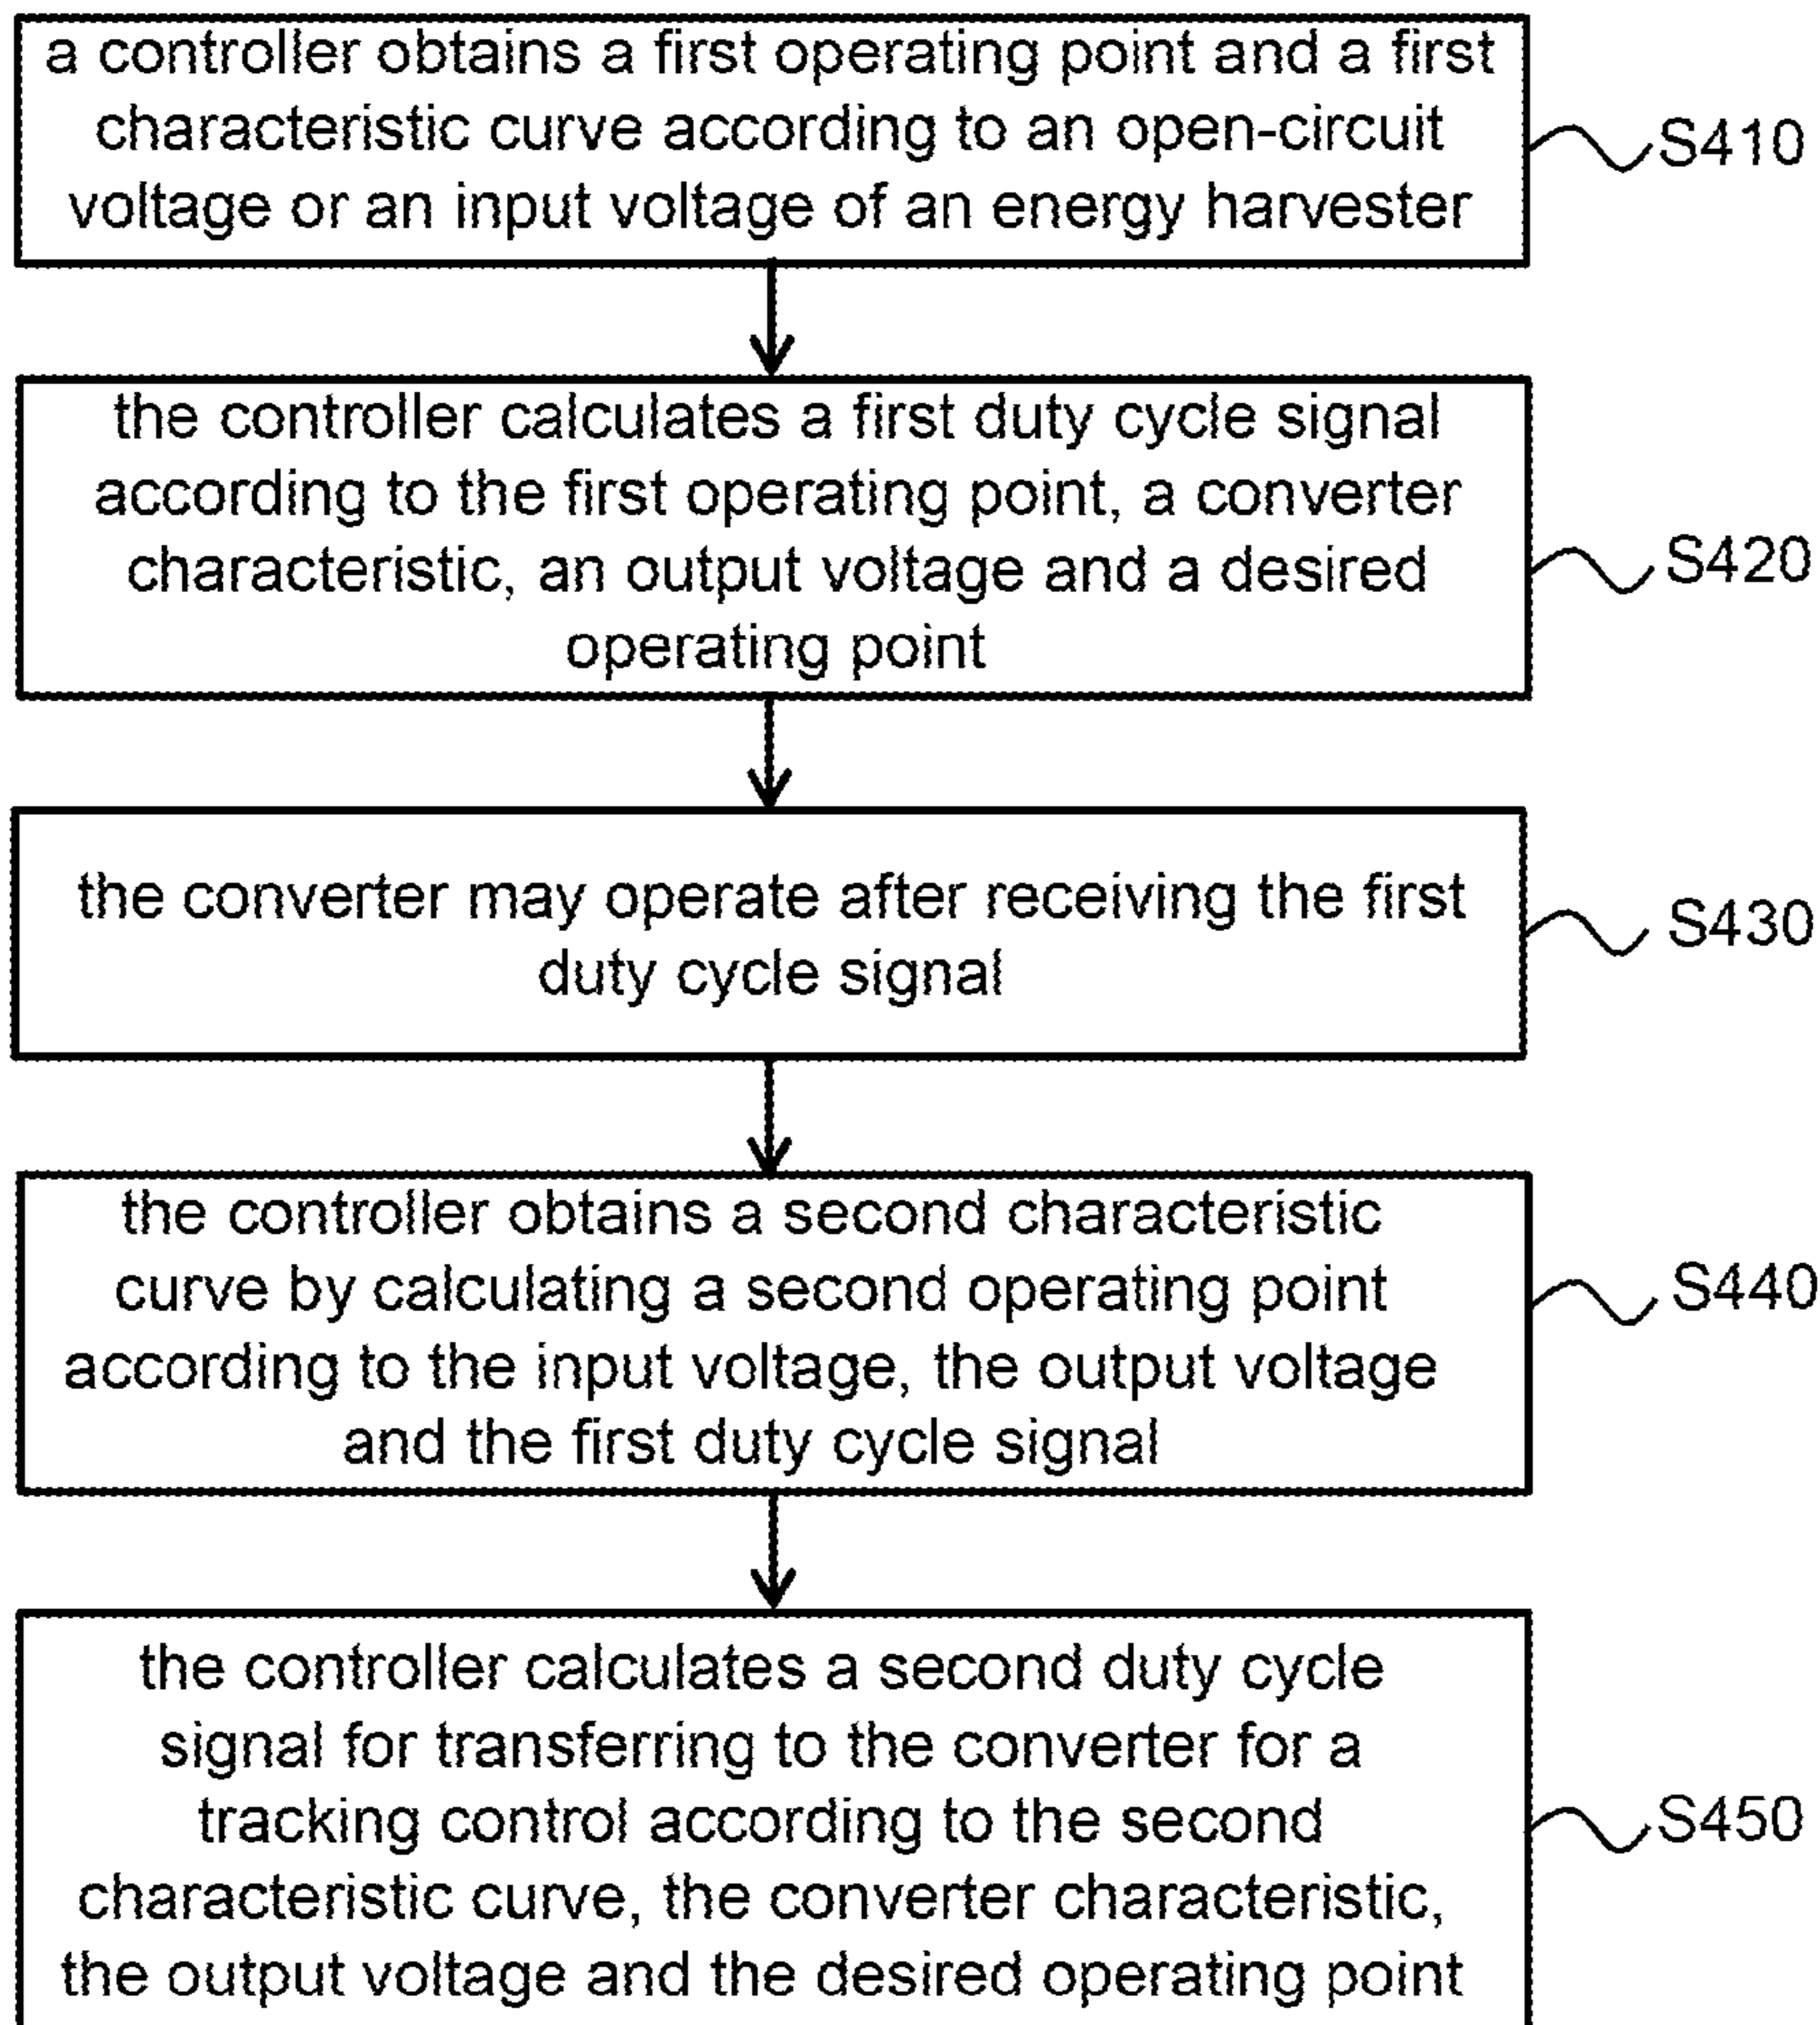 a controller obtains a first operating point and a first
characteristic curve according to an open-circuit
voltage or an input voltage of an energy harvester
S410
the controller calculates a first duty cycle signal
according to the first operating point, a converter
characteristic, an output voltage and a desired
operating point
S420
the converter may operate after receiving the first
duty cycle signal
S430
the controller obtains a second characteristic
curve by calculating a second operating point
according to the input voltage, the output voltage
and the first duty cycle signal
S440
the controller calculates a second duty cycle
signal for transferring to the converter for a
tracking control according to the second
characteristic curve, the converter characteristic,
the output voltage and the desired operating point
S450